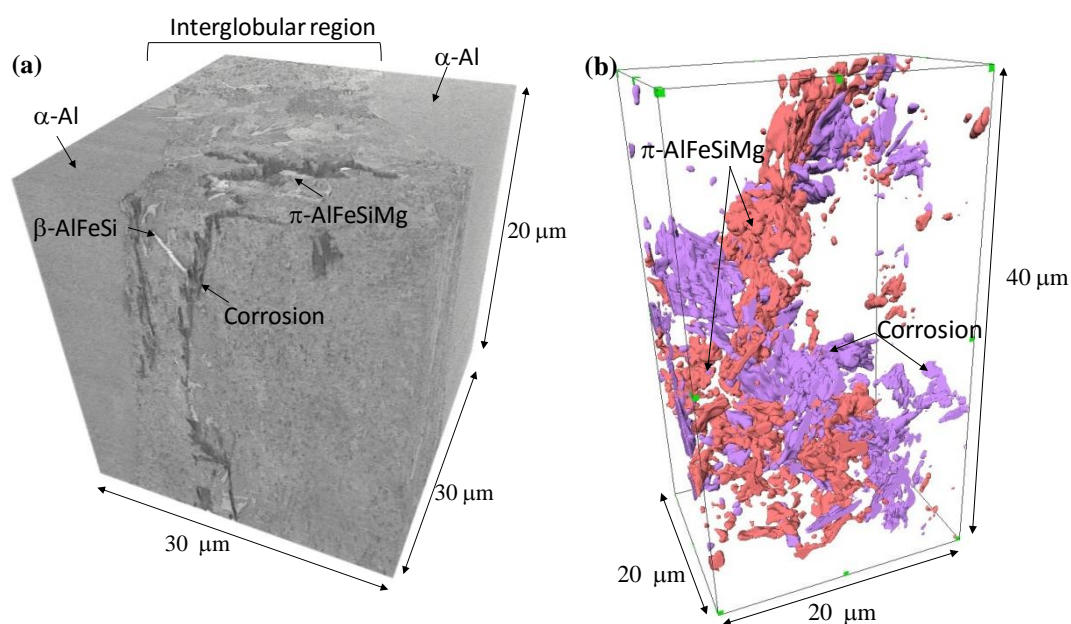 Interglobular region
(a)
α-Al
α-Al
β-AlFeSi
π-AlFeSiMg
Corrosion
20 μm
30 μm
30 μm
(b)
π-AlFeSiMg
Corrosion
40 μm
20 μm
20 μm